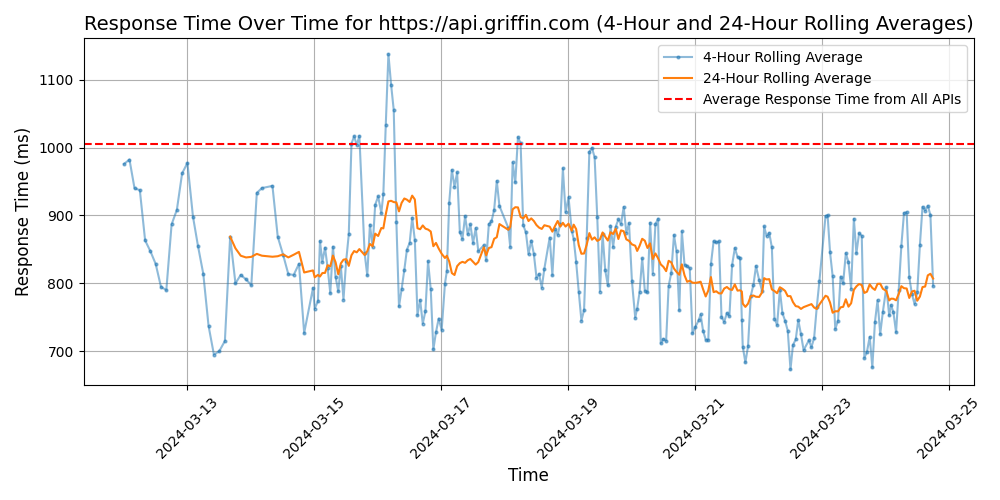 Response Time Over Time for https://api.griffin.com (4-Hour and 24-Hour Rolling Averages)
4-Hour Rolling Average
24-Hour Rolling Average
Average Response Time from All APIs
Response Time (ms)
1100
1000
900
800
700
2024-03-13
2024-03-15
2024-03-17
2024-03-19
2024-03-21
2024-03-23
2024-03-25
Time